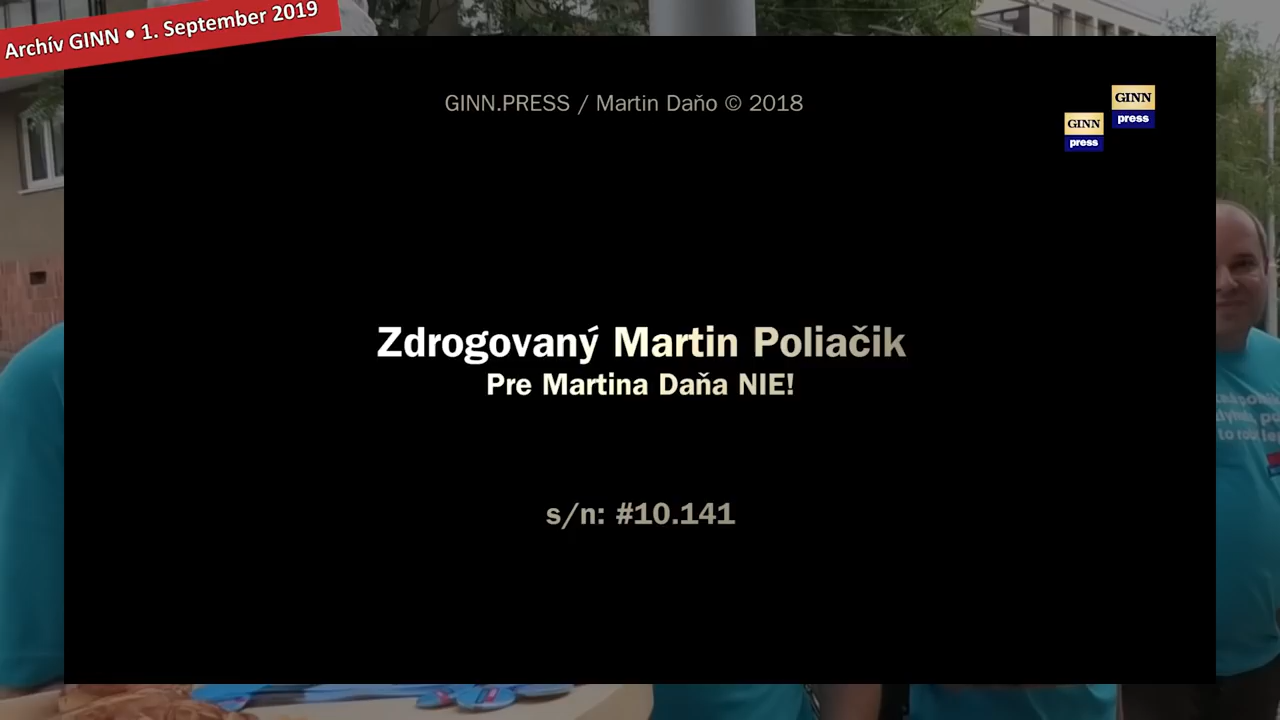 Archív GINN • 1. September 2019
GINN.PRESS / Martin Daňo © 2018
GINN
press
GINN
press
Zdrogovaný Martin Poliačik
Pre Martina Daňa NIE!
s/n: #10.141